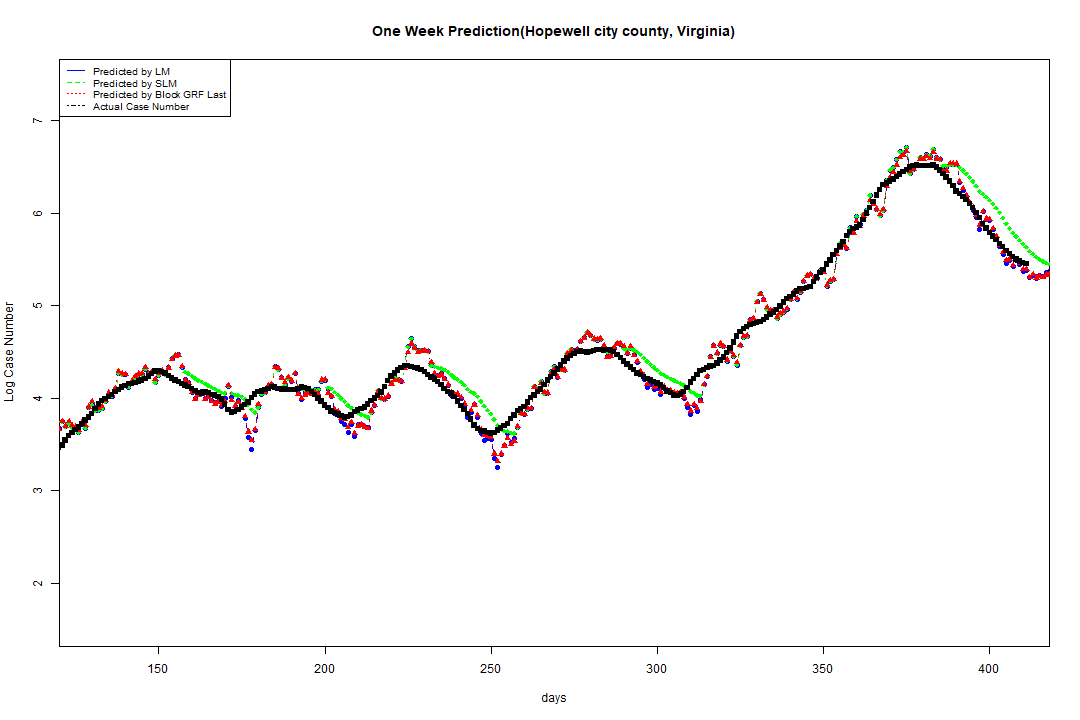 One Week Prediction(Hopewell city county, Virginia)
Predicted by LM
Predicted by SLM
Predicted by Block GRF Last
Actual Case Number
Log Case Number
7
6
5
4
3
2
150 200 250 300 350 400
days